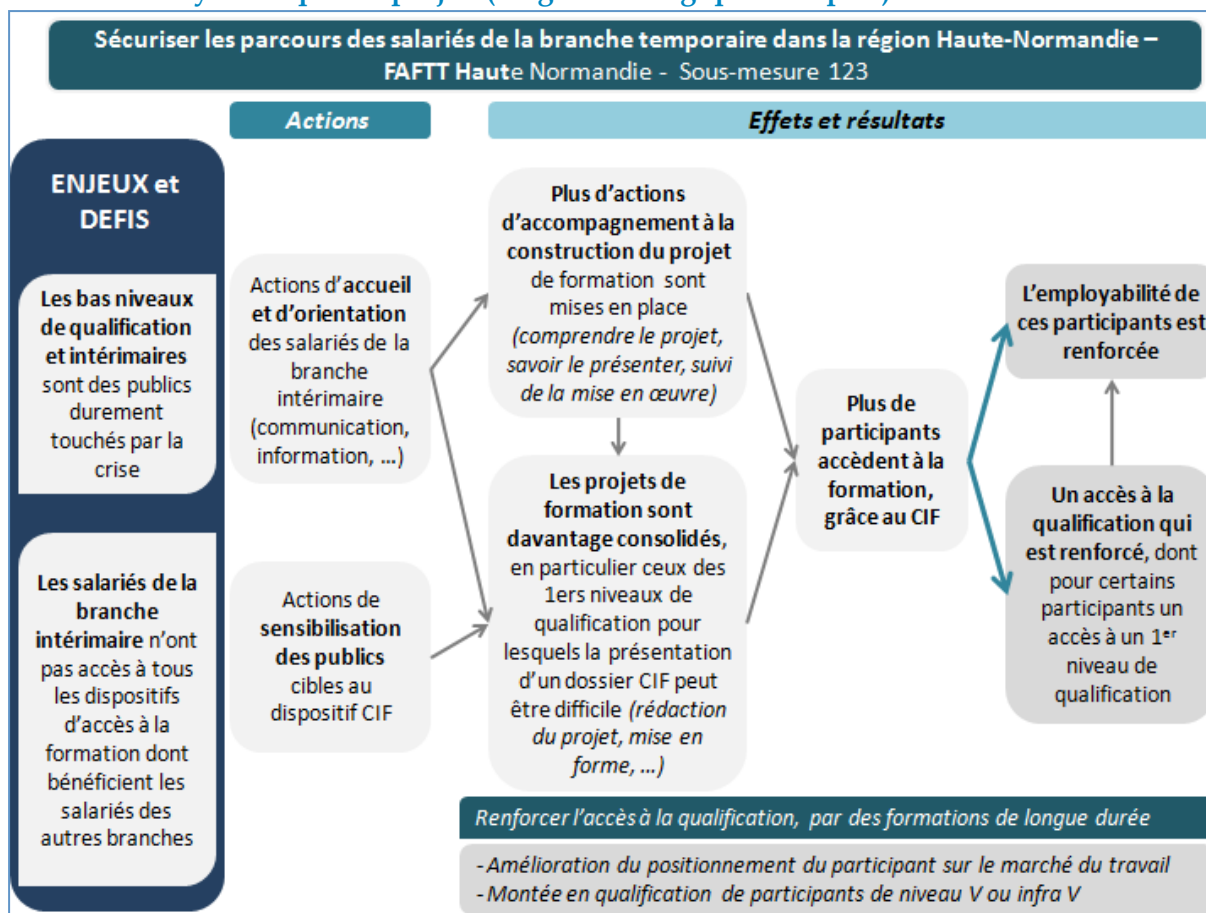 Sécuriser les parcours des salariés de la branche temporaire dans la région Haute-Normandie –
FAFTT Haute Normandie - Sous-mesure 123
Actions
Effets et résultats
ENJEUX et
DEFIS
Les bas niveaux
de qualification
et intérimaires
sont des publics
durement
touchés par la
crise
Les salariés de la
branche
intérimaire n'ont
pas accès à tous
les dispositifs
d'accès à la
formation dont
bénéficient les
salariés des
autres branches
Actions d'accueil
et d'orientation
des salariés de la
branche
intérimaire
(communication,
information, ...)
Actions de
sensibilisation
des publics
cibles au
dispositif CIF
Plus d'actions
d'accompagnement à la
construction du projet
de formation sont
mises en place
(comprendre le projet,
savoir le présenter, suivi
de la mise en œuvre)
Les projets de
formation sont
davantage consolidés,
en particulier ceux des
1ers niveaux de
qualification pour
lesquels la présentation
d'un dossier CIF peut
être difficile (rédaction
du projet, mise en
forme, ...)
Plus de
participants
accèdent à la
formation,
grâce au CIF
L'employabilité de
ces participants est
renforcée
Un accès à la
qualification qui
est renforcé, dont
pour certains
participants un
accès à un 1er
niveau de
qualification
Renforcer l'accès à la qualification, par des formations de longue durée
- Amélioration du positionnement du participant sur le marché du travail
- Montée en qualification de participants de niveau V ou infra V